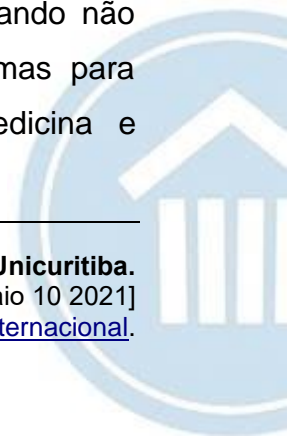 ando não
mas para
edicina e
Unicuritiba.
aio 10 2021]
ternacional.